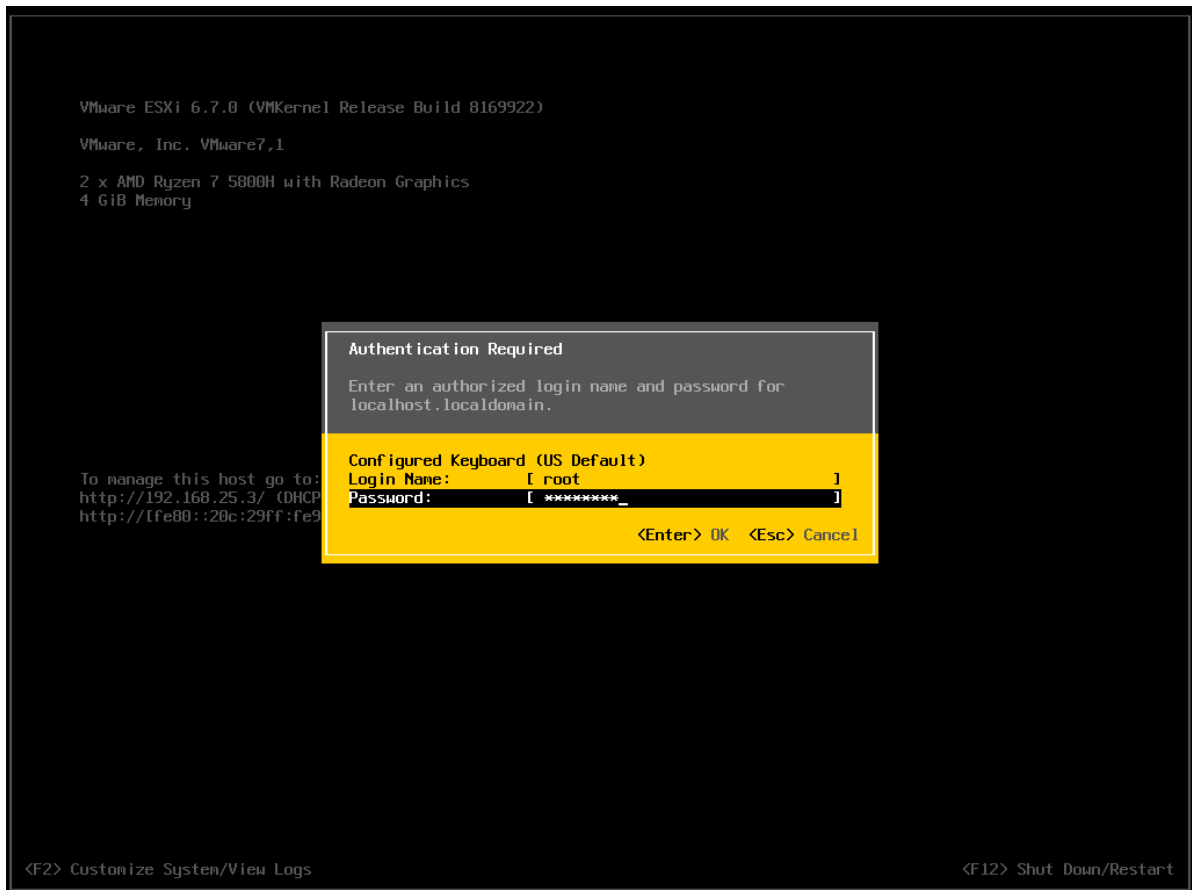 VMware ESXi 6.7.0 (VMKernel Release Build 8169922)
VMware, Inc. VMware7,1
2 x AMD Ryzen 7 5800H with Radeon Graphics
4 GiB Memory
Authentication Required
Enter an authorized login name and password for
localhost.localdomain.
Configured Keyboard (US Default)
Login Name: [ root ]
Password: [ ********_ ]
<Enter> OK <Esc> Cancel
To manage this host go to:
http://192.168.25.3/ (DHCP
http://[fe80::20c:29ff:fe9
<F2> Customize System/View Logs
<F12> Shut Down/Restart